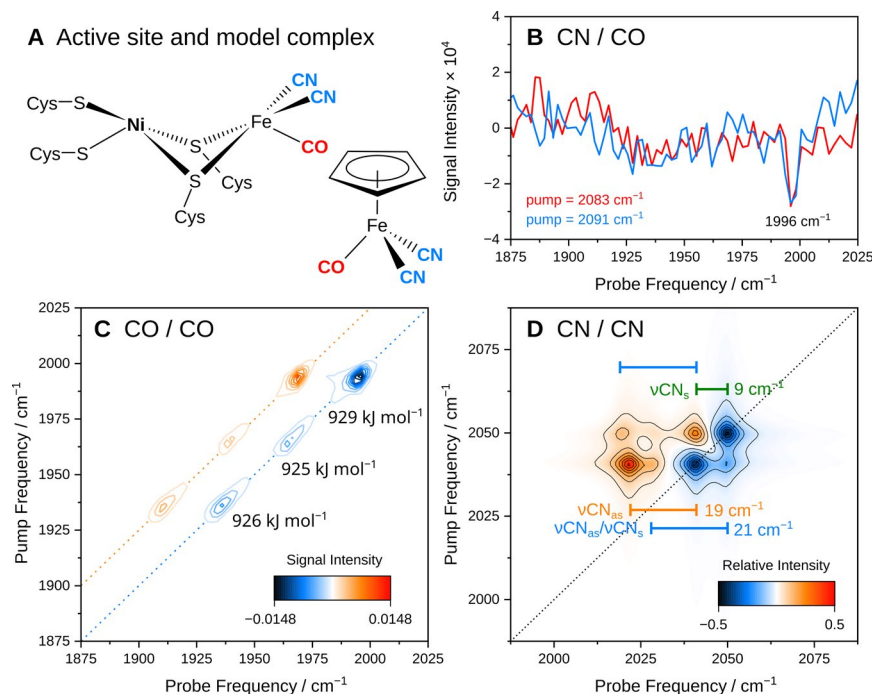 A Active site and model complex
CN
CN
Cys–S
Ni
Fe
Cys–S
S
CO
S
Cys
Cys
Fe
CO
CN
CN
B CN / CO
Signal Intensity × 10⁴
4
2
0
−2
−4
pump = 2083 cm⁻¹
pump = 2091 cm⁻¹
1996 cm⁻¹
1875 1900 1925 1950 1975 2000 2025
Probe Frequency / cm⁻¹
C CO / CO
Pump Frequency / cm⁻¹
2025
2000
1975
1950
1925
1900
1875
929 kJ mol⁻¹
925 kJ mol⁻¹
926 kJ mol⁻¹
Signal Intensity
−0.0148 0.0148
1875 1900 1925 1950 1975 2000 2025
Probe Frequency / cm⁻¹
D CN / CN
Pump Frequency / cm⁻¹
2075
2050
2025
2000
νCNₛ 9 cm⁻¹
νCNₐₛ 19 cm⁻¹
νCNₐₛ/νCNₛ 21 cm⁻¹
Relative Intensity
−0.5 0.5
2000 2025 2050 2075
Probe Frequency / cm⁻¹